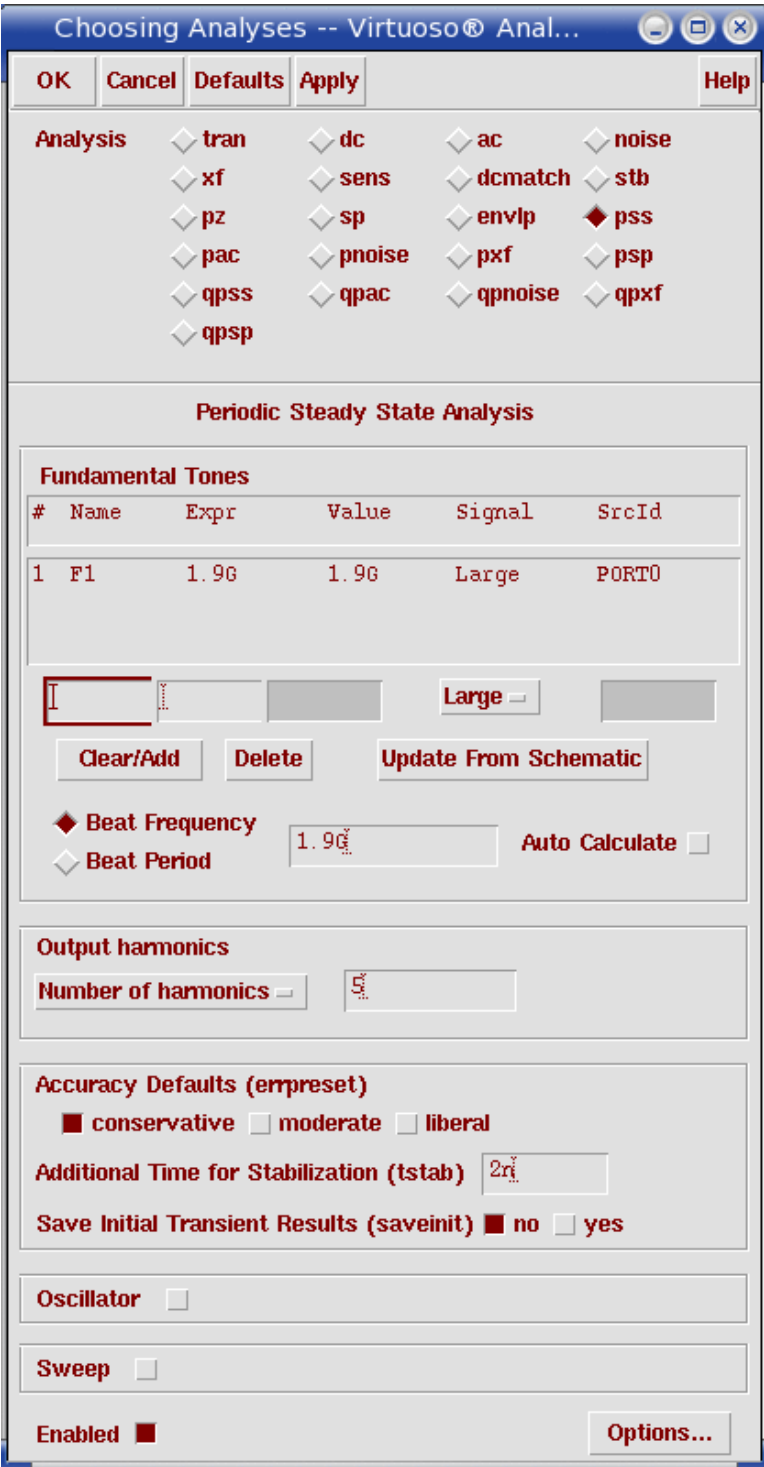 Choosing Analyses -- Virtuoso® Anal...
OK Cancel Defaults Apply Help
Analysis tran dc ac noise
xf sens dcmatch stb
pz sp envlp pss
pac pnoise pxf psp
qpss qpac qpnoise qpxf
qpsp
Periodic Steady State Analysis
Fundamental Tones
# Name Expr Value Signal SrcId
1 F1 1.9G 1.9G Large PORT0
Large
Clear/Add Delete Update From Schematic
Beat Frequency
1.9G Auto Calculate
Beat Period
Output harmonics
Number of harmonics 5
Accuracy Defaults (errpreset)
conservative moderate liberal
Additional Time for Stabilization (tstab) 2n
Save Initial Transient Results (saveinit) no yes
Oscillator
Sweep
Enabled Options...